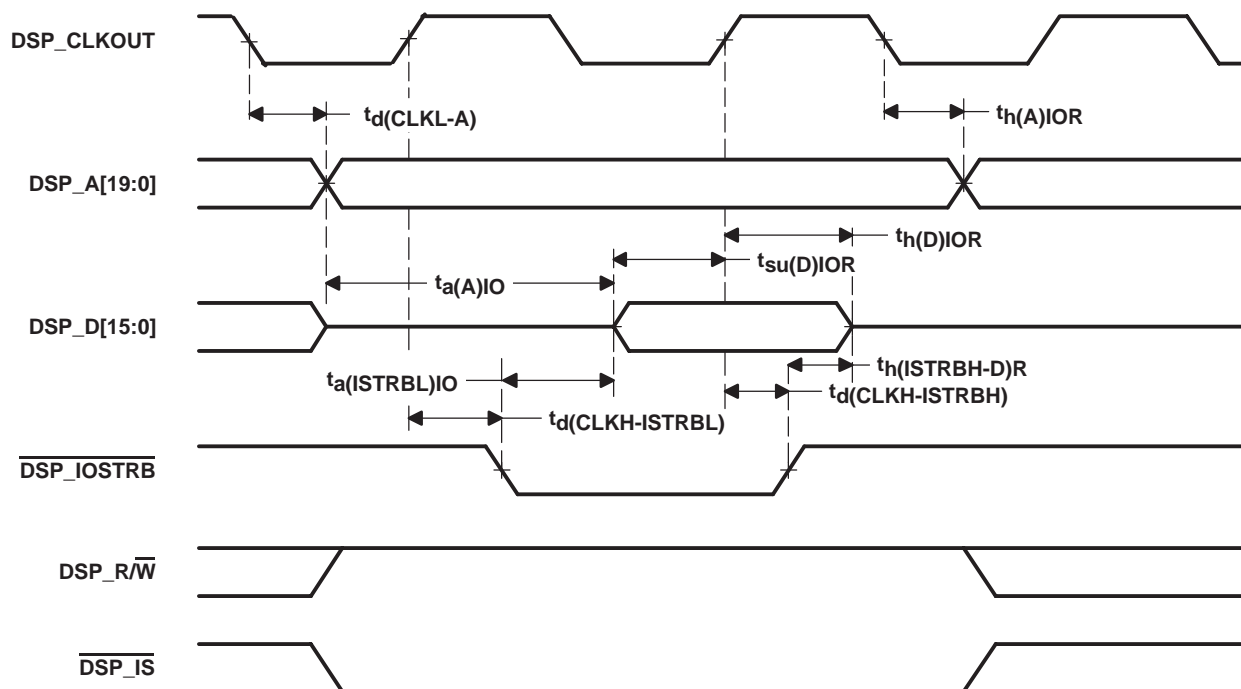 DSP_CLKOUT
td(CLKL-A)
th(A)IOR
DSP_A[19:0]
th(D)IOR
tsu(D)IOR
ta(A)IO
DSP_D[15:0]
th(ISTRBH-D)R
ta(ISTRBL)IO
td(CLKH-ISTRBH)
td(CLKH-ISTRBL)
DSP_IOSTRB
DSP_R/W
DSP_IS